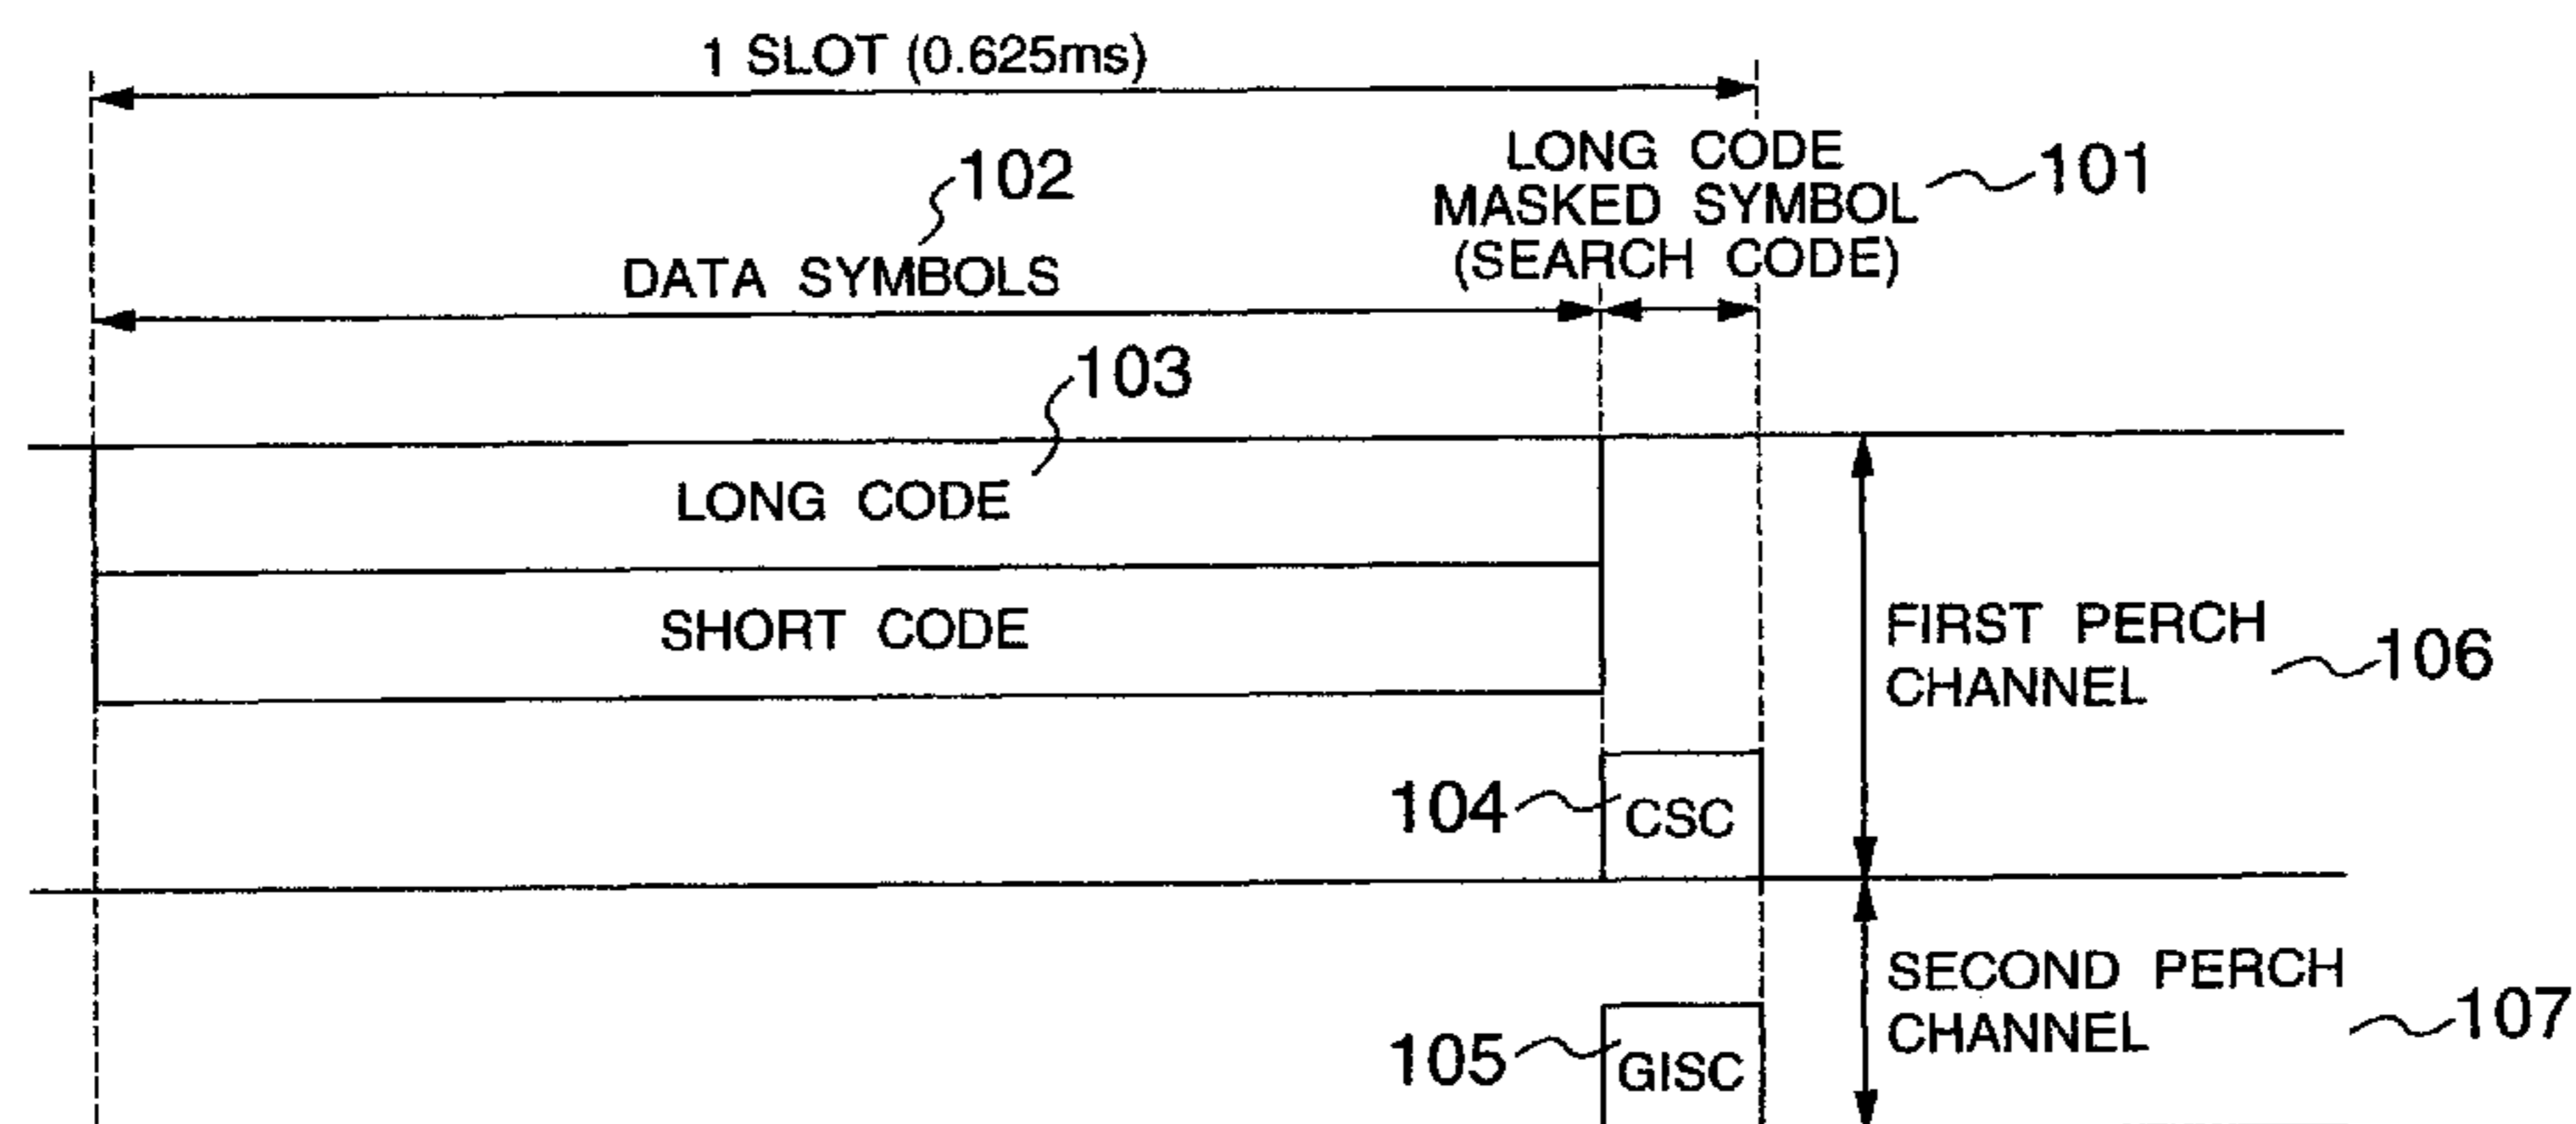 1 SLOT (0.625ms)
LONG CODE
MASKED SYMBOL
(SEARCH CODE)
101
102
DATA SYMBOLS
103
LONG CODE
SHORT CODE
FIRST PERCH
CHANNEL
106
104
CSC
SECOND PERCH
CHANNEL
107
105
GISC